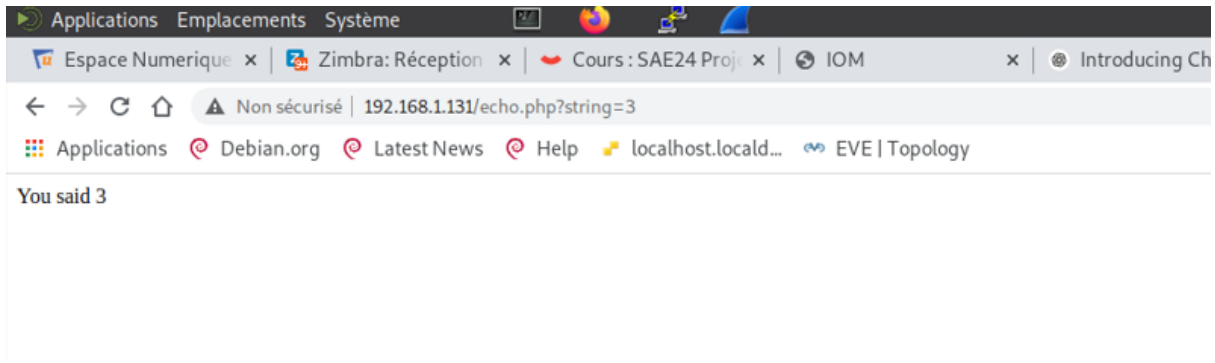 Applications Emplacements Système
Espace Numerique Zimbra: Réception Cours : SAE24 Proje IOM Introducing Ch
Non sécurisé 192.168.1.131/echo.php?string=3
Applications Debian.org Latest News Help localhost.locald... EVE | Topology
You said 3